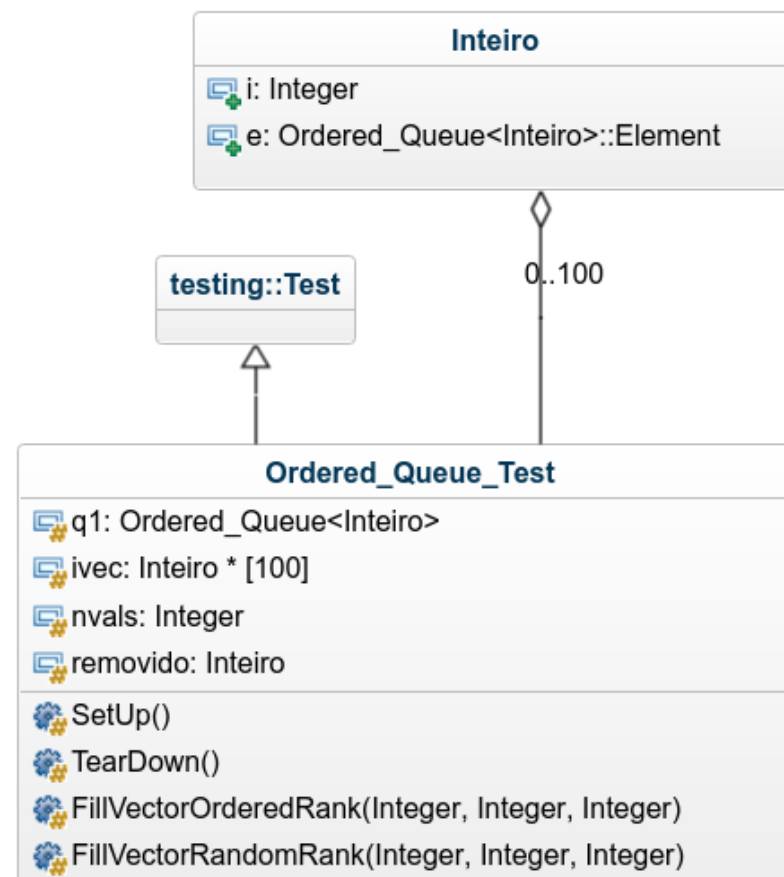 Inteiro
i: Integer
e: Ordered_Queue<Inteiro>::Element
0..100
testing::Test
Ordered_Queue_Test
q1: Ordered_Queue<Inteiro>
ivec: Inteiro * [100]
nvals: Integer
removido: Inteiro
SetUp()
TearDown()
FillVectorOrderedRank(Integer, Integer, Integer)
FillVectorRandomRank(Integer, Integer, Integer)